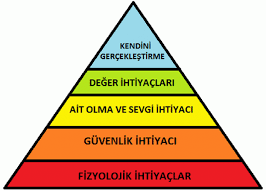 KENDİNİ
GERÇEKLEŞTİRME
DEĞER İHTİYAÇLARI
AİT OLMA VE SEVGİ İHTİYACI
GÜVENLİK İHTİYACI
FİZYOLOJİK İHTİYAÇLAR